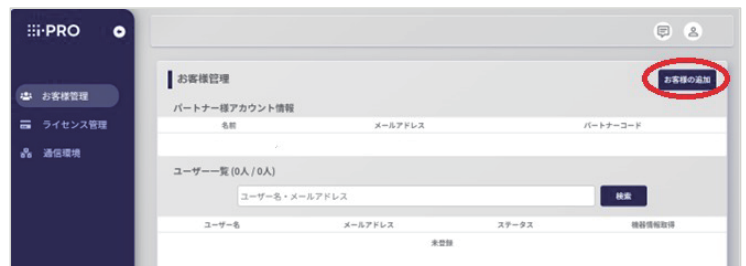 i-PRO
お客様管理
ライセンス管理
通信環境
お客様管理
お客様の追加
パートナー様アカウント情報
名前 メールアドレス パートナーコード
ユーザー一覧 (0人 / 0人)
ユーザー名・メールアドレス 検索
ユーザー名 メールアドレス ステータス 機器情報取得
未登録